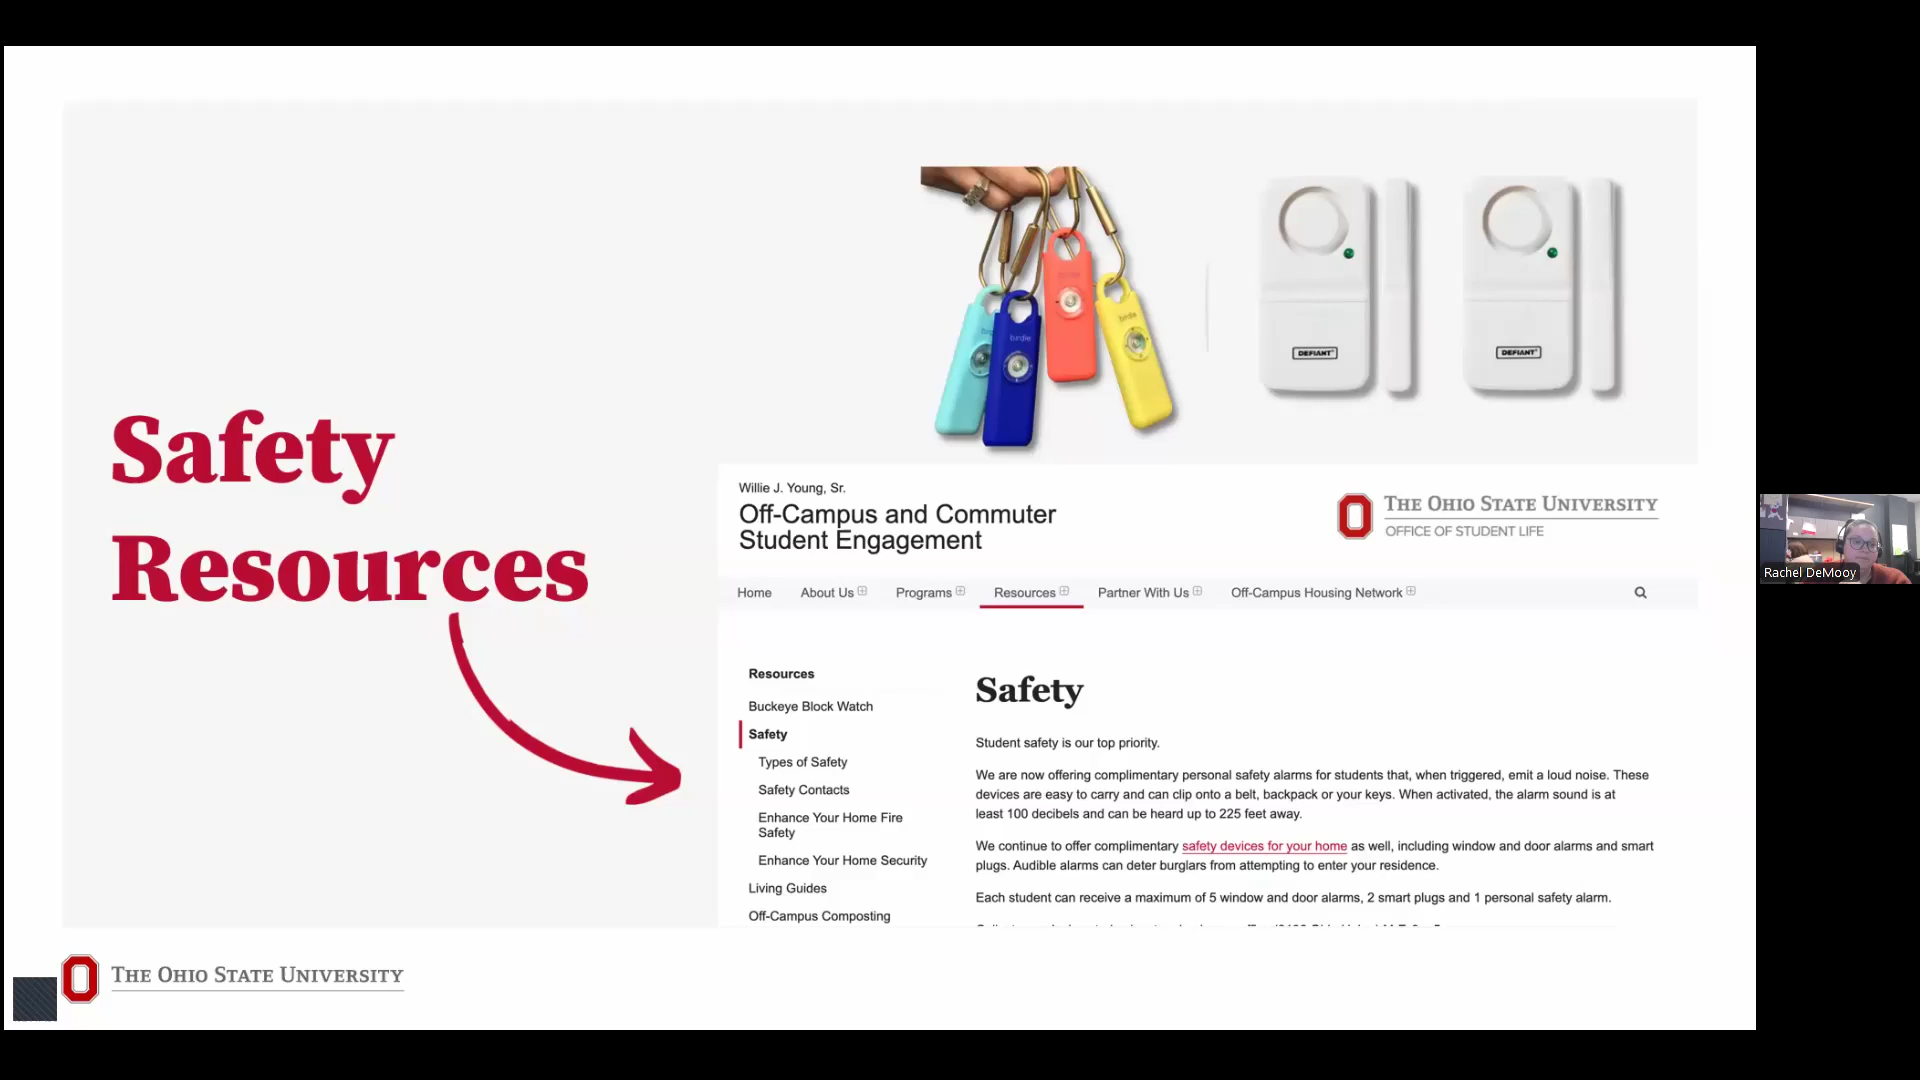 Safety
Resources
birdie
birdie
DEFIANT
DEFIANT
Willie J. Young, Sr.
Off-Campus and Commuter
Student Engagement
THE OHIO STATE UNIVERSITY
OFFICE OF STUDENT LIFE
Home About Us Programs Resources Partner With Us Off-Campus Housing Network
Resources
Buckeye Block Watch
Safety
Types of Safety
Safety Contacts
Enhance Your Home Fire
Safety
Enhance Your Home Security
Living Guides
Off-Campus Composting
Safety
Student safety is our top priority.
We are now offering complimentary personal safety alarms for students that, when triggered, emit a loud noise. These
devices are easy to carry and can clip onto a belt, backpack or your keys. When activated, the alarm sound is at
least 100 decibels and can be heard up to 225 feet away.
We continue to offer complimentary safety devices for your home as well, including window and door alarms and smart
plugs. Audible alarms can deter burglars from attempting to enter your residence.
Each student can receive a maximum of 5 window and door alarms, 2 smart plugs and 1 personal safety alarm.
THE OHIO STATE UNIVERSITY
Rachel DeMooy